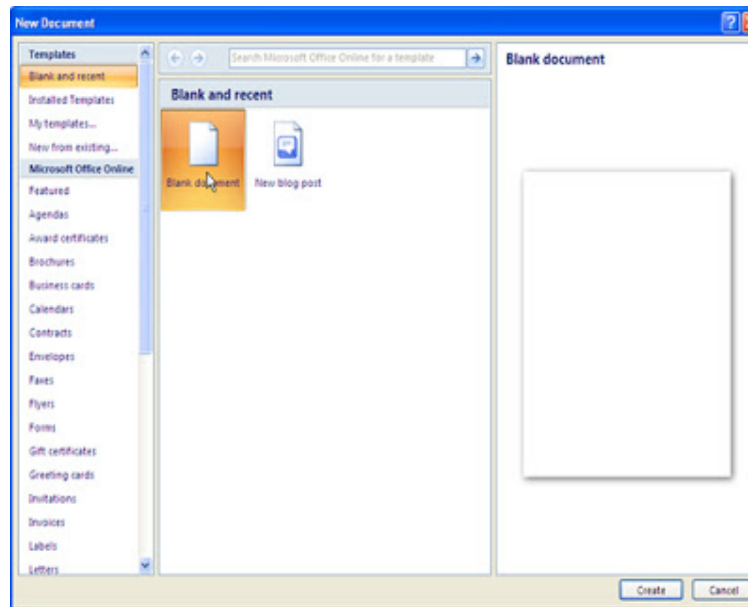 New Document
?
Templates
Blank and recent
Installed Templates
My templates...
New from existing...
Microsoft Office Online
Featured
Agendas
Award certificates
Brochures
Business cards
Calendars
Contracts
Envelopes
Faxes
Flyers
Forms
Gift certificates
Greeting cards
Invitations
Invoices
Labels
Letters
Search Microsoft Office Online for a template
Blank and recent
Blank document
New blog post
Blank document
Create
Cancel